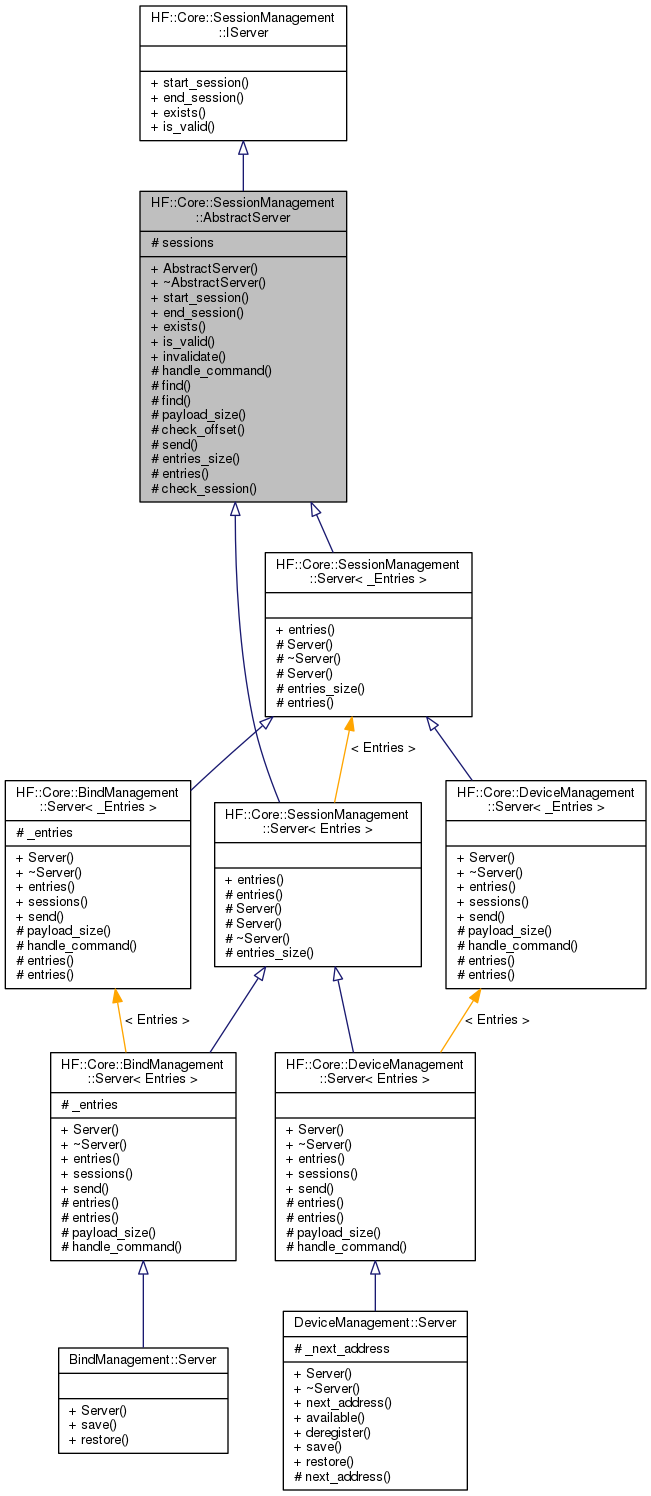 HF::Core::SessionManagement
::IServer
+ start_session()
+ end_session()
+ exists()
+ is_valid()
HF::Core::SessionManagement
::AbstractServer
# sessions
+ AbstractServer()
+ ~AbstractServer()
+ start_session()
+ end_session()
+ exists()
+ is_valid()
+ invalidate()
# handle_command()
# find()
# find()
# payload_size()
# check_offset()
# send()
# entries_size()
# entries()
# check_session()
HF::Core::SessionManagement
::Server< _Entries >
+ entries()
# Server()
# ~Server()
# Server()
# entries_size()
# entries()
< Entries >
HF::Core::BindManagement
::Server< _Entries >
# _entries
+ Server()
+ ~Server()
+ entries()
+ sessions()
+ send()
# payload_size()
# handle_command()
# entries()
# entries()
HF::Core::SessionManagement
::Server< Entries >
+ entries()
# entries()
# Server()
# Server()
# ~Server()
# entries_size()
HF::Core::DeviceManagement
::Server< _Entries >
+ Server()
+ ~Server()
+ entries()
+ sessions()
+ send()
# payload_size()
# handle_command()
# entries()
# entries()
< Entries >
< Entries >
HF::Core::BindManagement
::Server< Entries >
# _entries
+ Server()
+ ~Server()
+ entries()
+ sessions()
+ send()
# entries()
# entries()
# payload_size()
# handle_command()
HF::Core::DeviceManagement
::Server< Entries >
+ Server()
+ ~Server()
+ entries()
+ sessions()
+ send()
# entries()
# entries()
# payload_size()
# handle_command()
BindManagement::Server
+ Server()
+ save()
+ restore()
DeviceManagement::Server
# _next_address
+ Server()
+ ~Server()
+ next_address()
+ available()
+ deregister()
+ save()
+ restore()
# next_address()